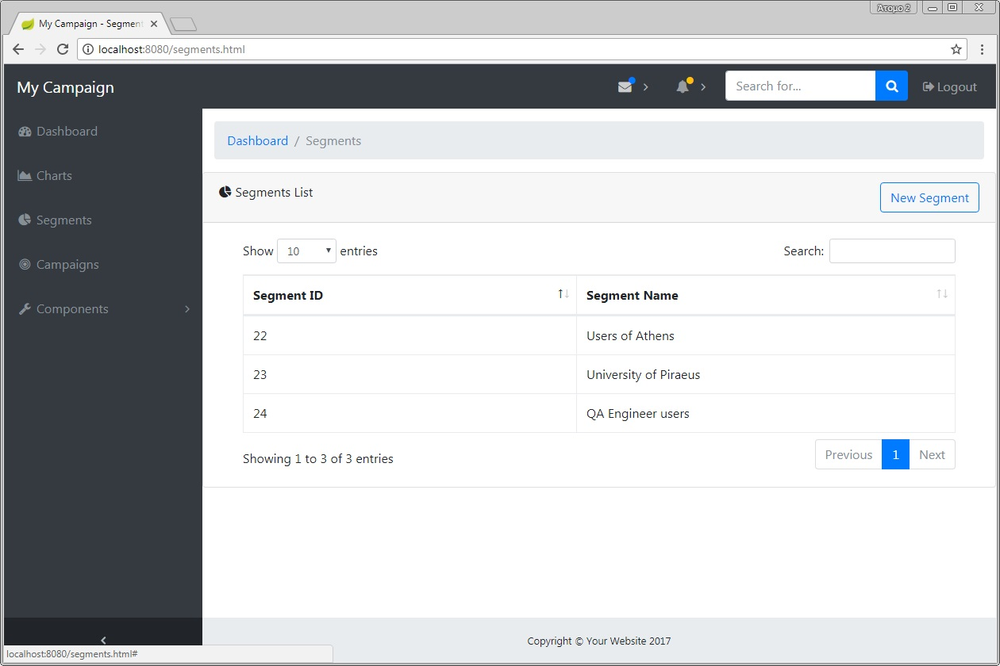 Ατομο 2
My Campaign - Segment
localhost:8080/segments.html
My Campaign
Search for...
Logout
Dashboard
Charts
Segments
Campaigns
Components
Dashboard / Segments
Segments List
New Segment
Show 10 entries
Search:
Segment ID Segment Name
22 Users of Athens
23 University of Piraeus
24 QA Engineer users
Showing 1 to 3 of 3 entries
Previous 1 Next
Copyright © Your Website 2017
localhost:8080/segments.html#